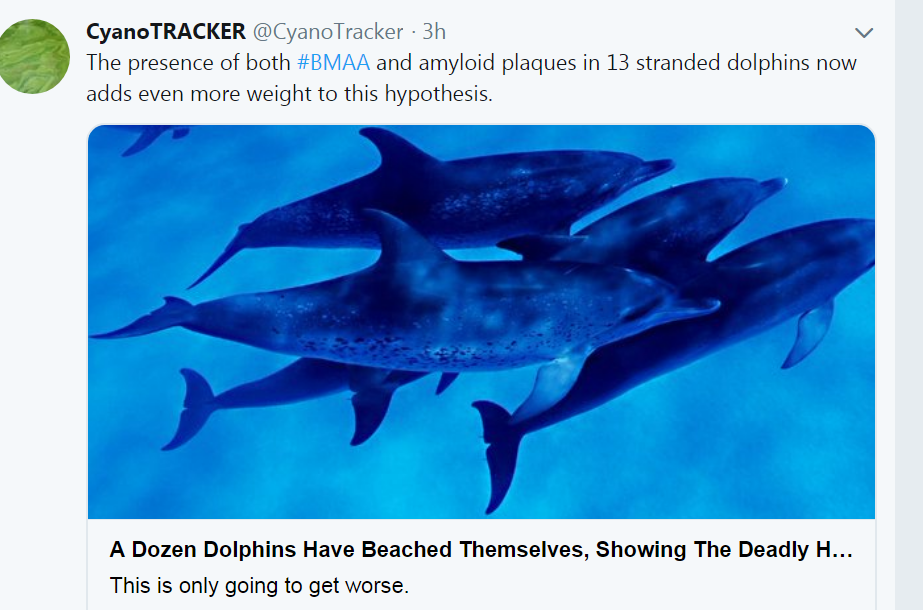 CyanoTRACKER @CyanoTracker · 3h
The presence of both #BMAA and amyloid plaques in 13 stranded dolphins now
adds even more weight to this hypothesis.
A Dozen Dolphins Have Beached Themselves, Showing The Deadly H...
This is only going to get worse.